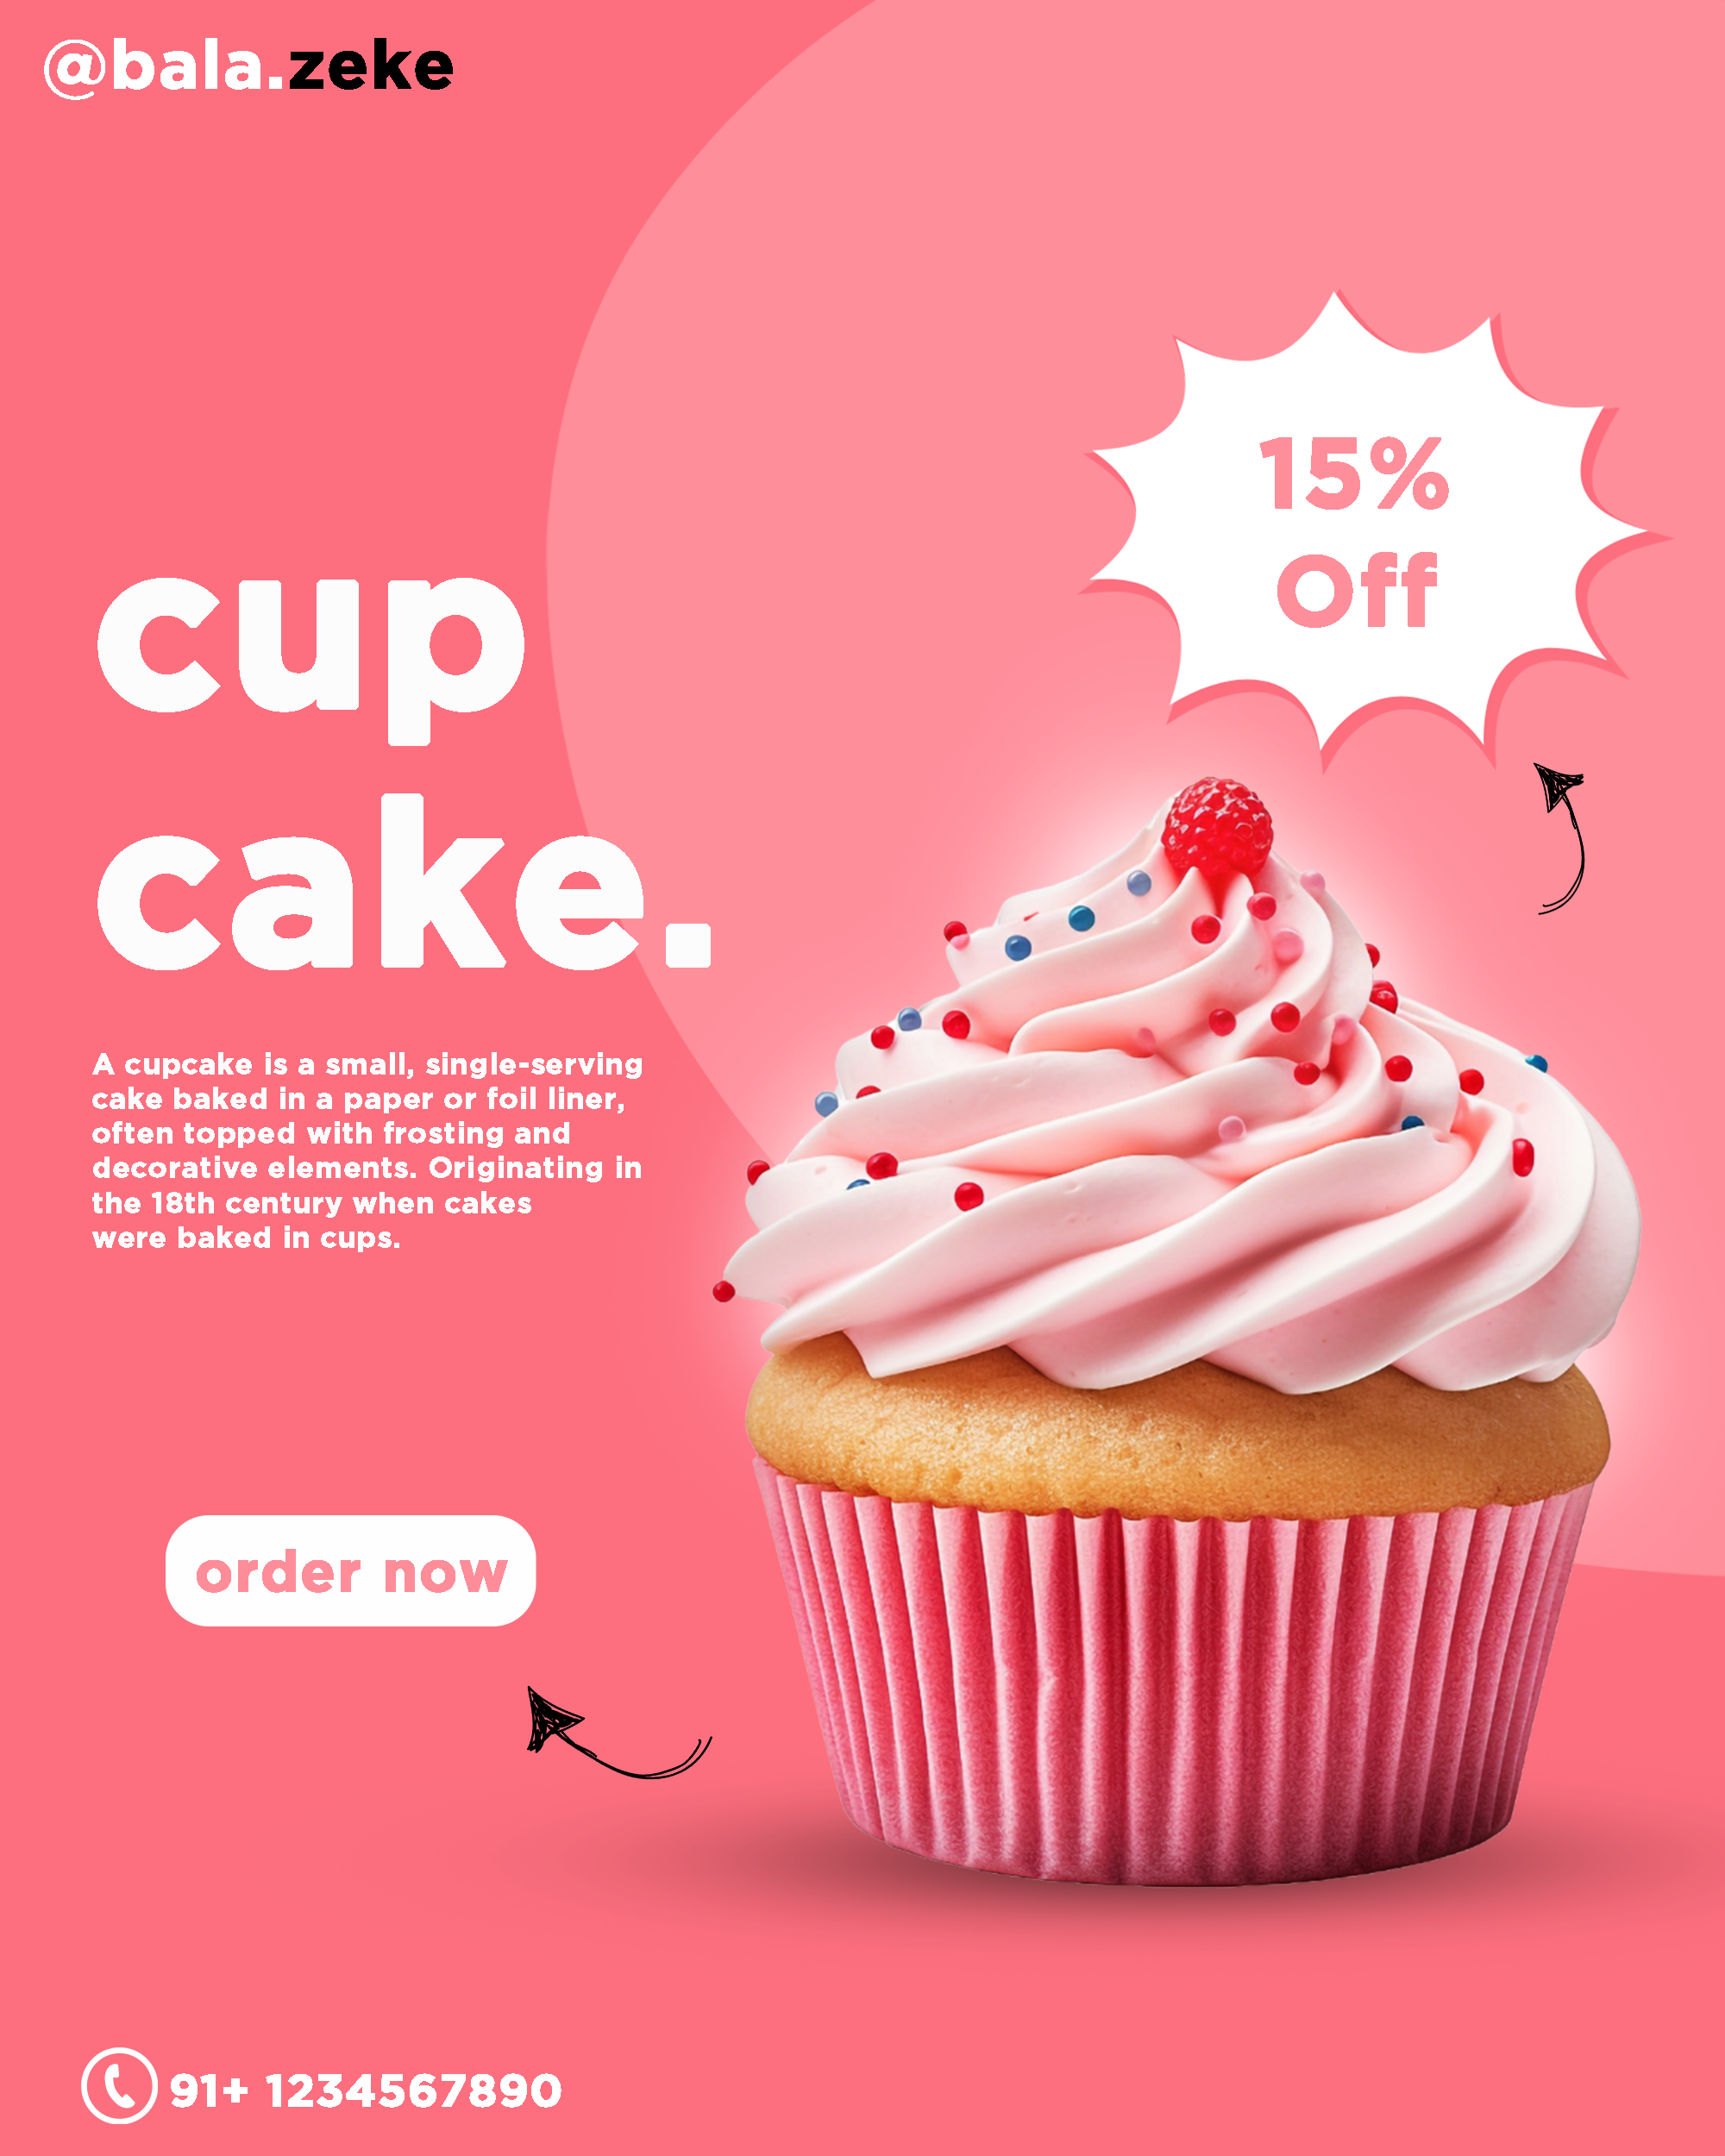 @bala.zeke
15%
Off
cup
cake.
A cupcake is a small, single-serving
cake baked in a paper or foil liner,
often topped with frosting and
decorative elements. Originating in
the 18th century when cakes
were baked in cups.
order now
91+ 1234567890